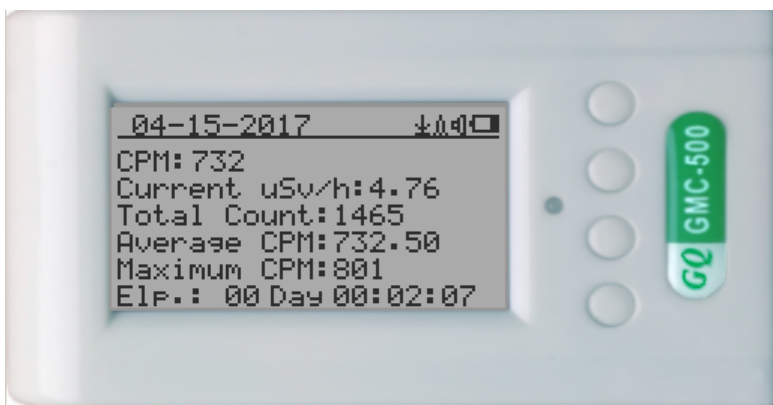 04-15-2017
CPM:732
Current uSv/h:4.76
Total Count:1465
Average CPM:732.50
Maximum CPM:801
Elp.: 00 Day 00:02:07
GQ GMC-500